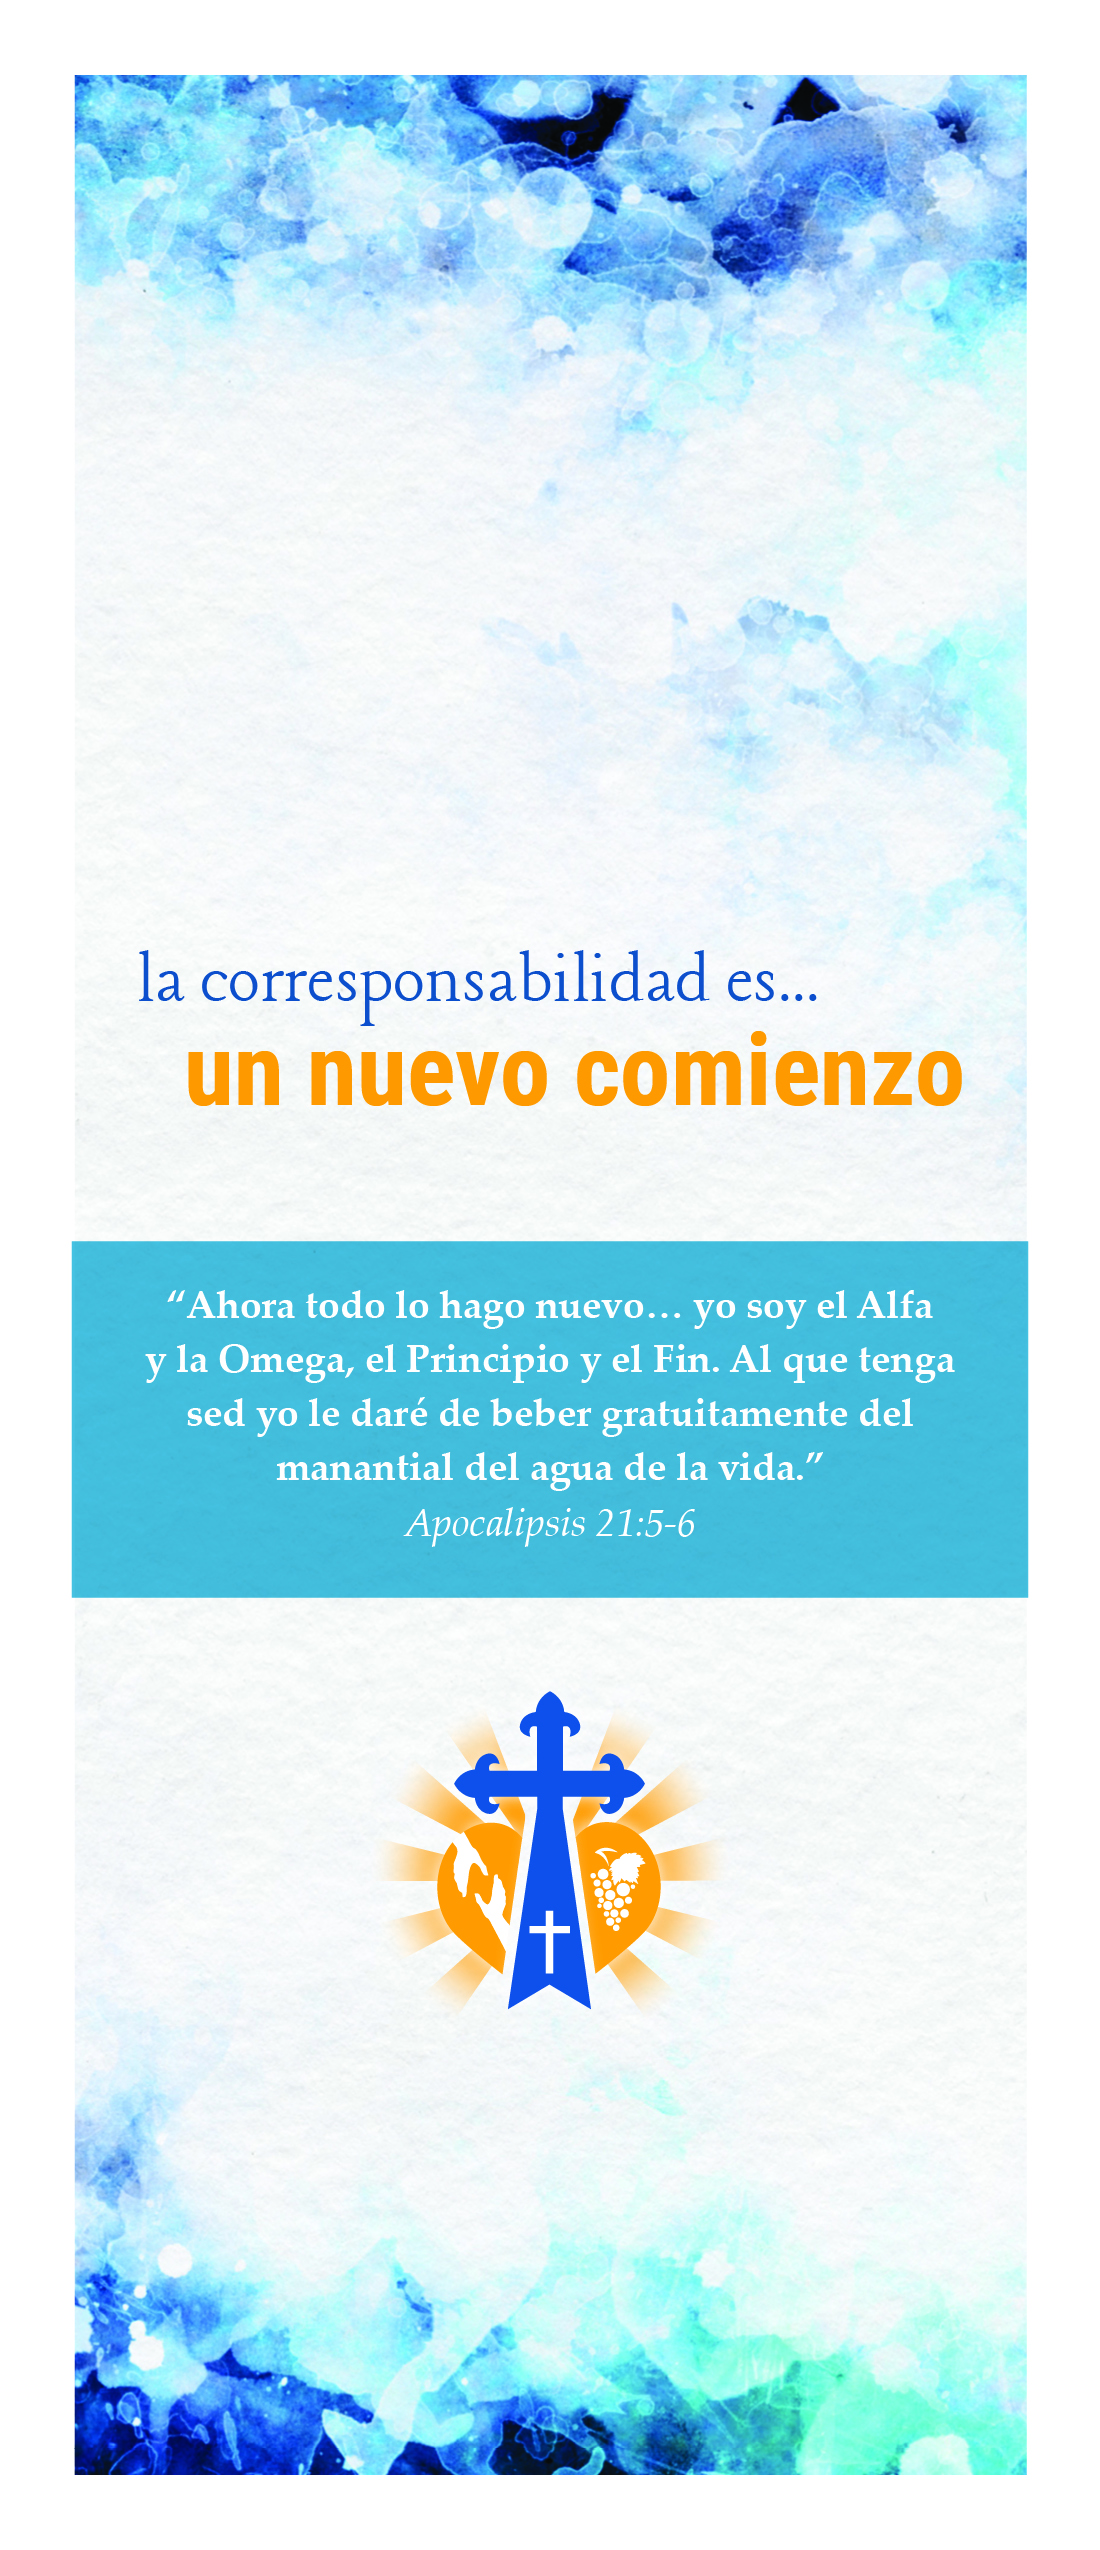 la corresponsabilidad es...
un nuevo comienzo
“Ahora todo lo hago nuevo… yo soy el Alfa
y la Omega, el Principio y el Fin. Al que tenga
sed yo le daré de beber gratuitamente del
manantial del agua de la vida.”
Apocalipsis 21:5-6